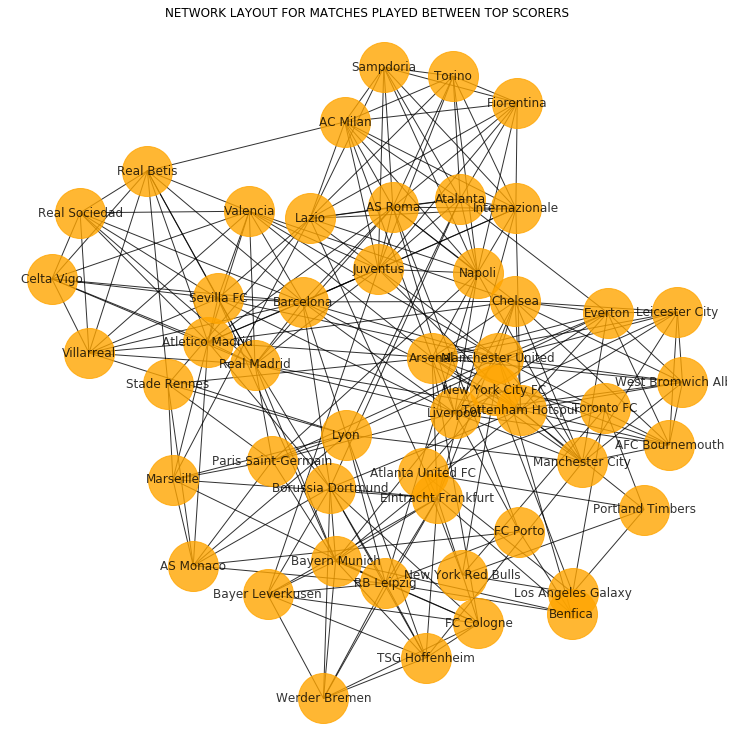 NETWORK LAYOUT FOR MATCHES PLAYED BETWEEN TOP SCORERS
Sampdoria
Torino
Fiorentina
AC Milan
Real Betis
Real Sociedad
Valencia
Lazio
AS Roma
Atalanta
Internazionale
Celta Vigo
Juventus
Napoli
Sevilla FC
Barcelona
Chelsea
Everton
Leicester City
Villarreal
Atletico Madrid
Real Madrid
Arsenal
Manchester United
Stade Rennes
New York City FC
West Bromwich Albion
Liverpool
Tottenham Hotspur
Toronto FC
Lyon
AFC Bournemouth
Paris Saint-Germain
Manchester City
Marseille
Borussia Dortmund
Atlanta United FC
Eintracht Frankfurt
Portland Timbers
FC Porto
AS Monaco
Bayern Munich
New York Red Bulls
RB Leipzig
Bayer Leverkusen
Los Angeles Galaxy
Benfica
FC Cologne
TSG Hoffenheim
Werder Bremen